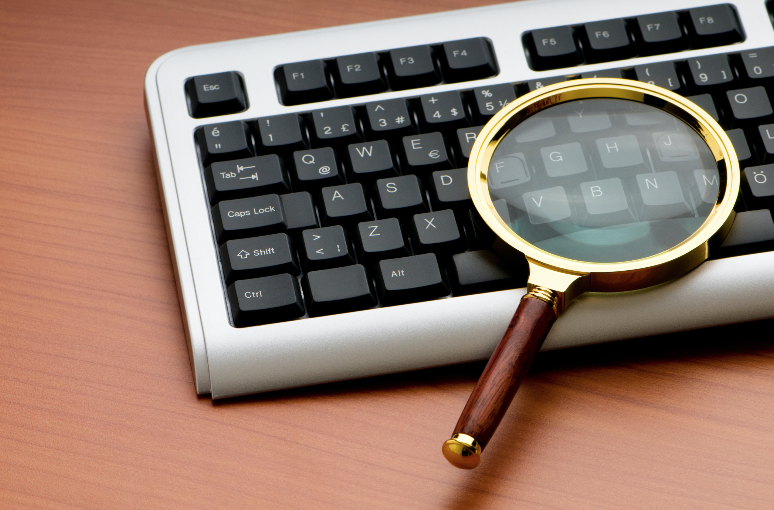 Esc F1 F2 F3 F4 F5 F6 F7 F8
é " ! 1 ' 2 £ ^ 3 # + 4 $ % 5 ( 8 [ ) 9 ] = 0
Tab Q @ W E € R Y O
Caps Lock A S D F G H J Ö
Shift > < Z X V B N M
Ctrl Alt